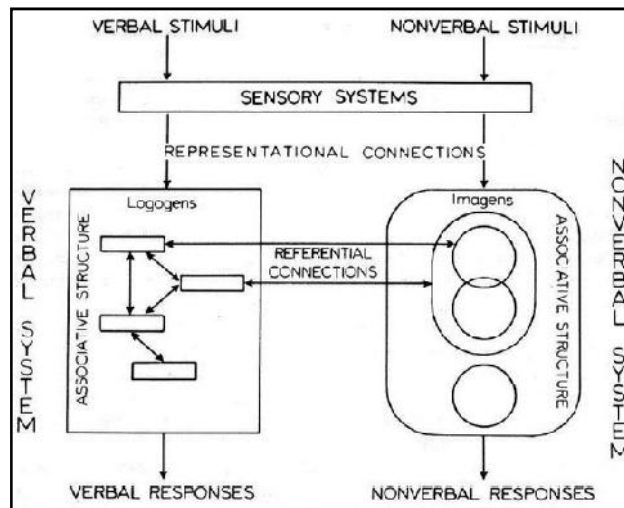 VERBAL STIMULI
NONVERBAL STIMULI
SENSORY SYSTEMS
REPRESENTATIONAL CONNECTIONS
VERBAL SYSTEM
ASSOCIATIVE STRUCTURE
Logogens
REFERENTIAL
CONNECTIONS
Imagens
ASSOCIATIVE STRUCTURE
NONVERBAL SYSTEM
VERBAL RESPONSES
NONVERBAL RESPONSES